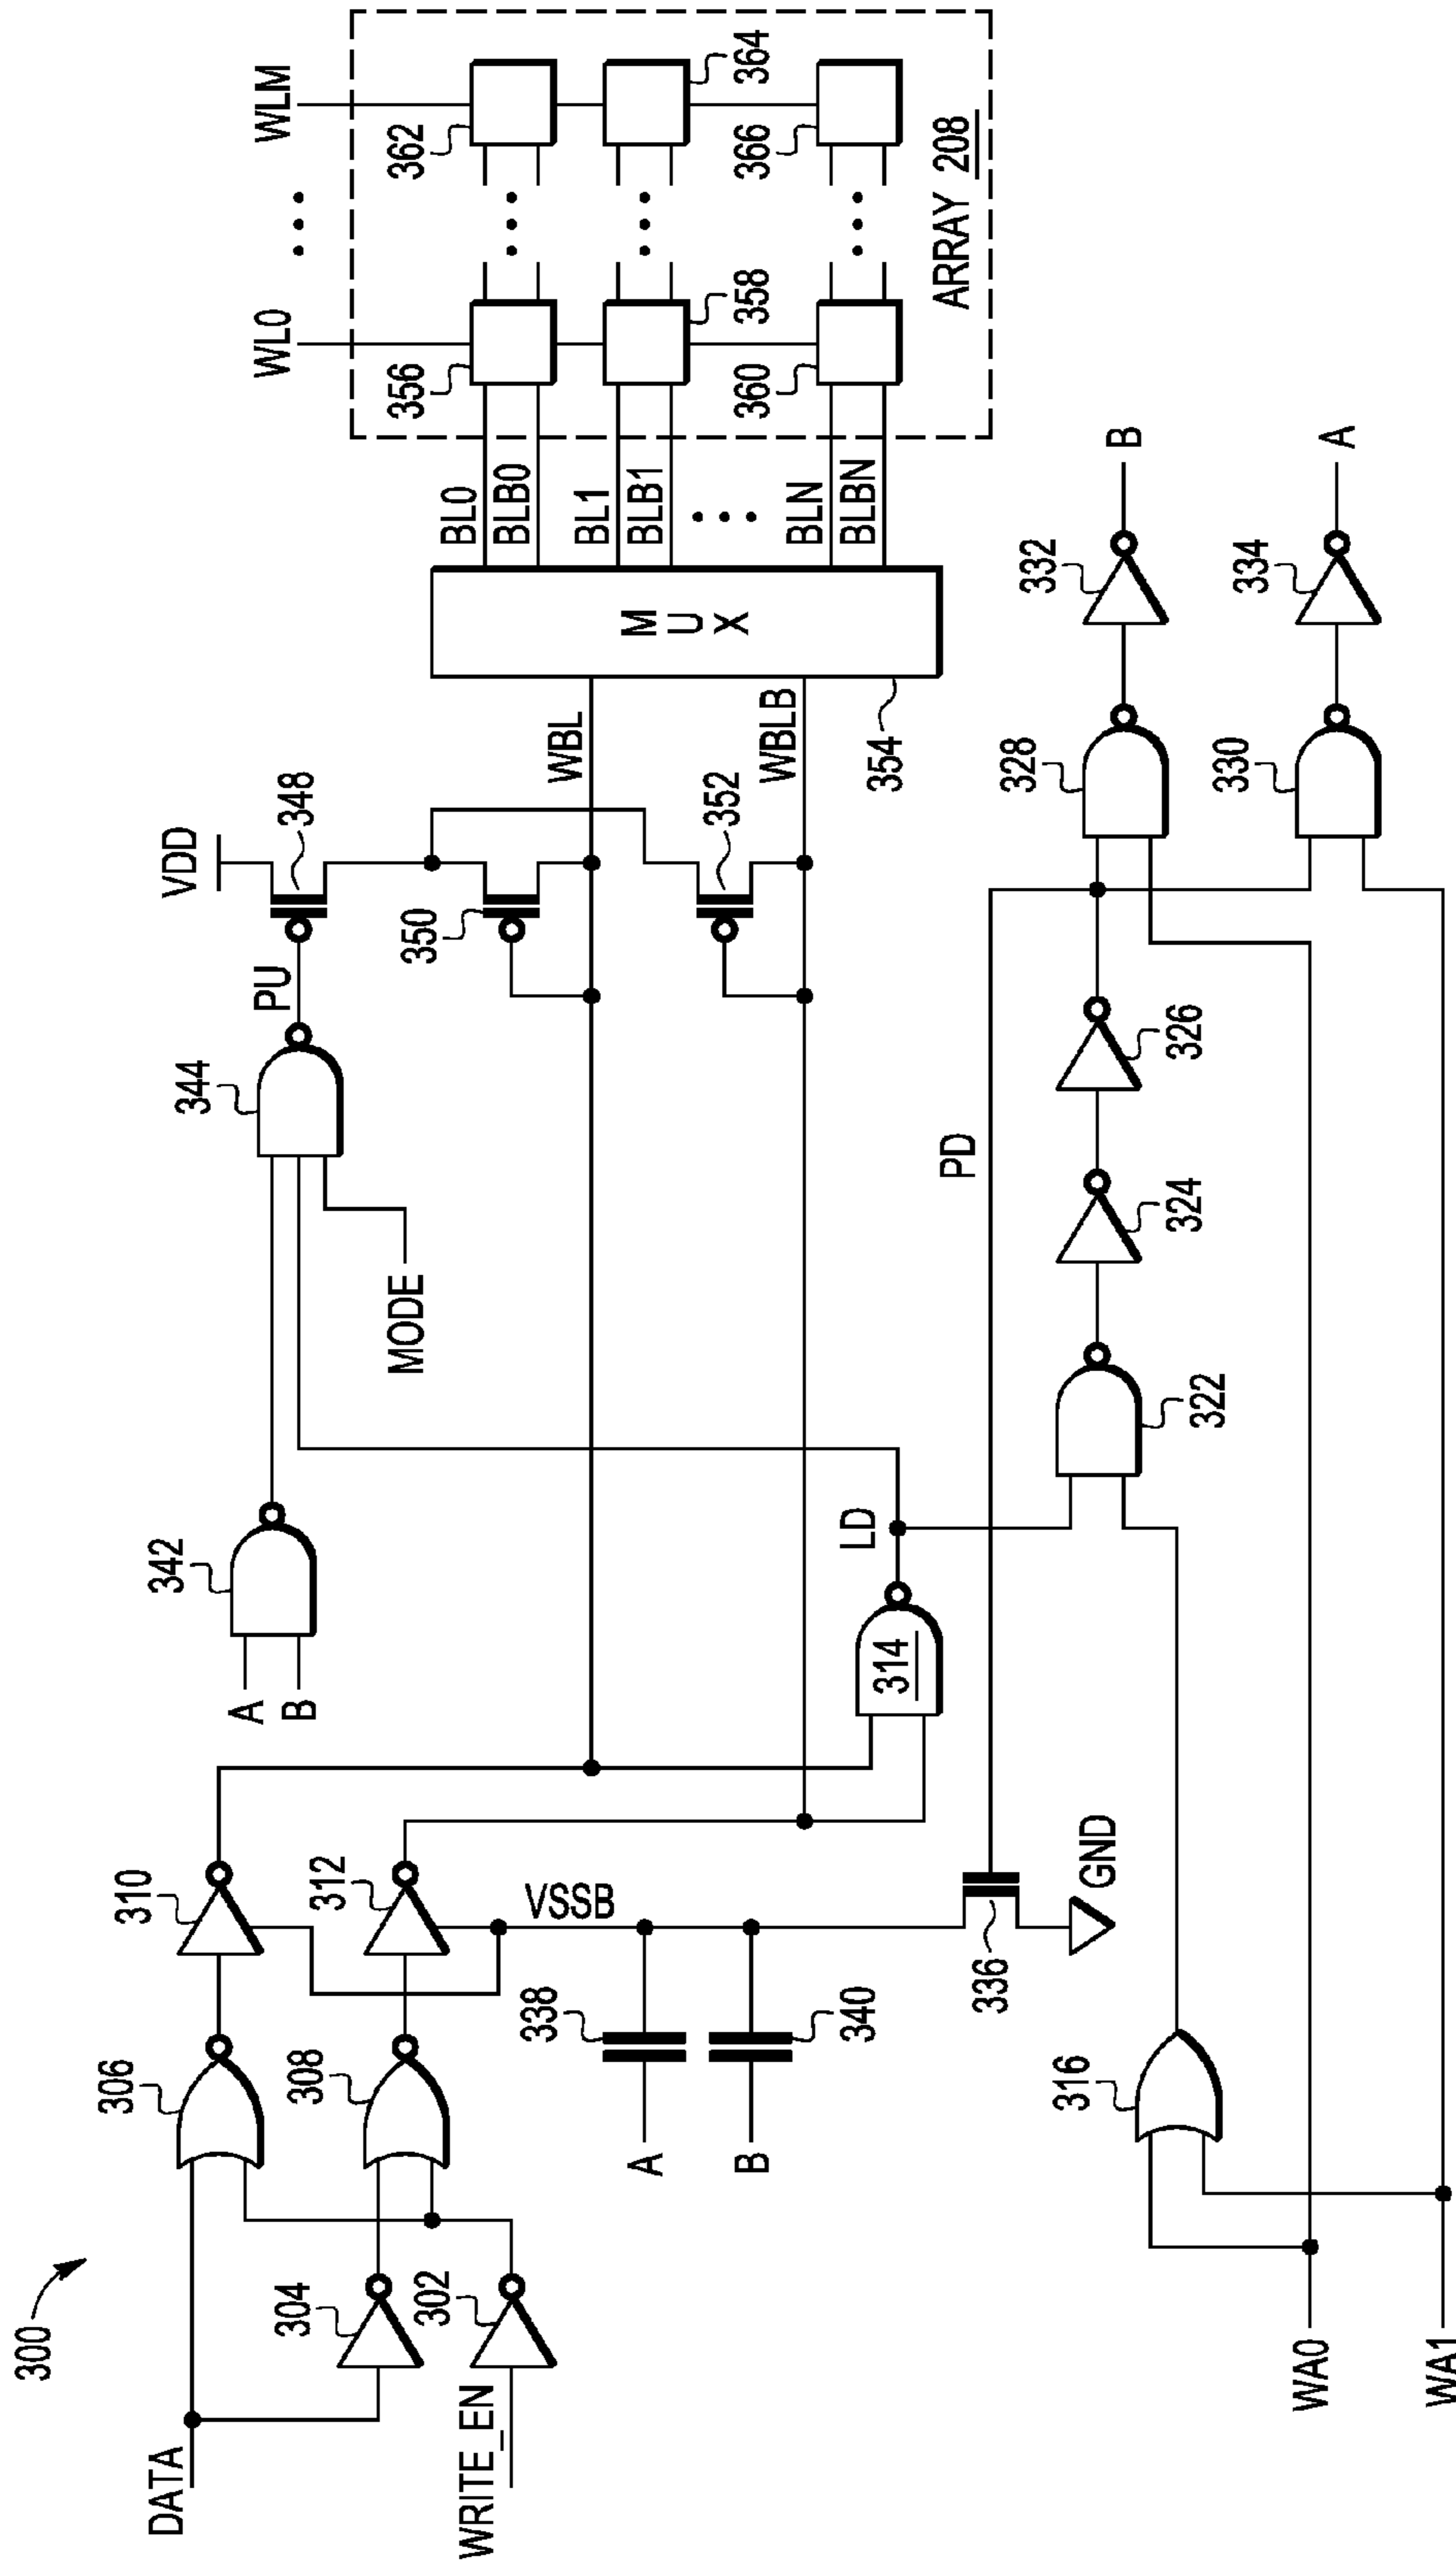 300
DATA
WRITE_EN
304
302
306
308
310
312
VSSB
338
340
A
B
336
GND
314
LD
A
B
342
344
MODE
PU
VDD
348
350
352
WBL
WBLB
354
MUX
BL0
BLB0
BL1
BLB1
BLN
BLBN
WL0
WLM
356
358
360
362
364
366
ARRAY 208
PD
WA0
WA1
316
322
324
326
328
330
332
334
B
A